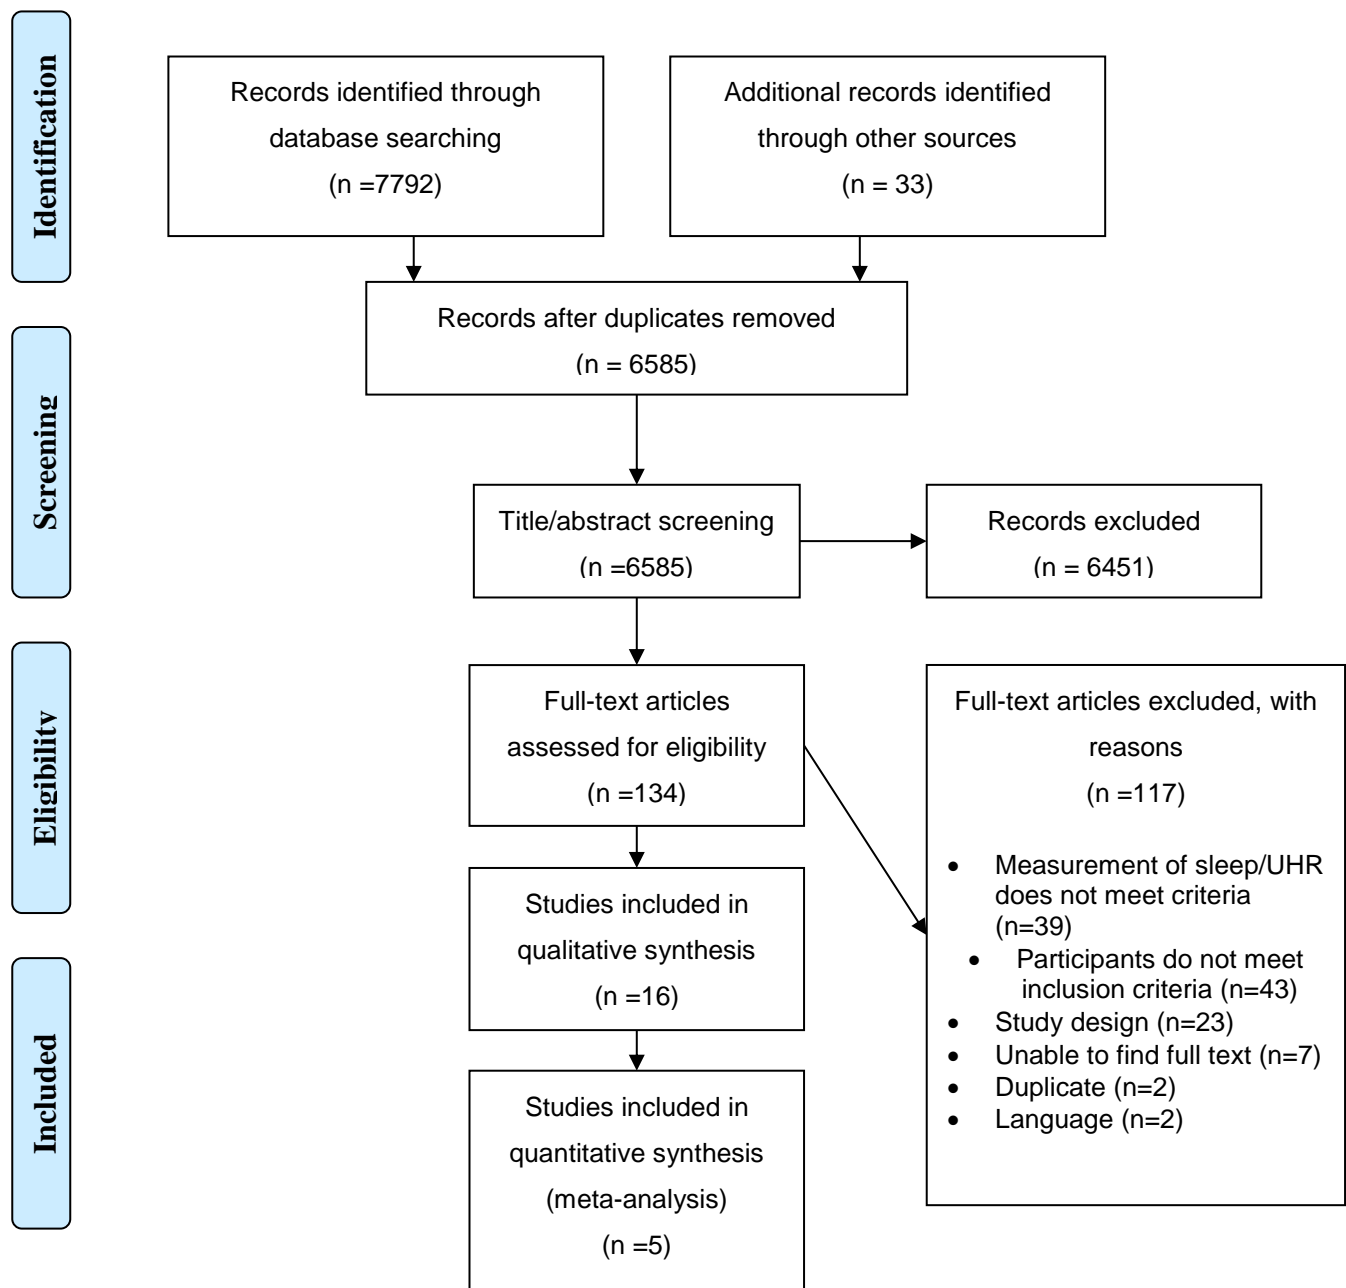 Identification
Records identified through
database searching
(n =7792)
Additional records identified
through other sources
(n = 33)
Records after duplicates removed
(n = 6585)
Screening
Title/abstract screening
(n =6585)
Records excluded
(n = 6451)
Eligibility
Full-text articles
assessed for eligibility
(n =134)
Full-text articles excluded, with
reasons
(n =117)
• Measurement of sleep/UHR
does not meet criteria
(n=39)
• Participants do not meet
inclusion criteria (n=43)
• Study design (n=23)
• Unable to find full text (n=7)
• Duplicate (n=2)
• Language (n=2)
Studies included in
qualitative synthesis
(n =16)
Included
Studies included in
quantitative synthesis
(meta-analysis)
(n =5)